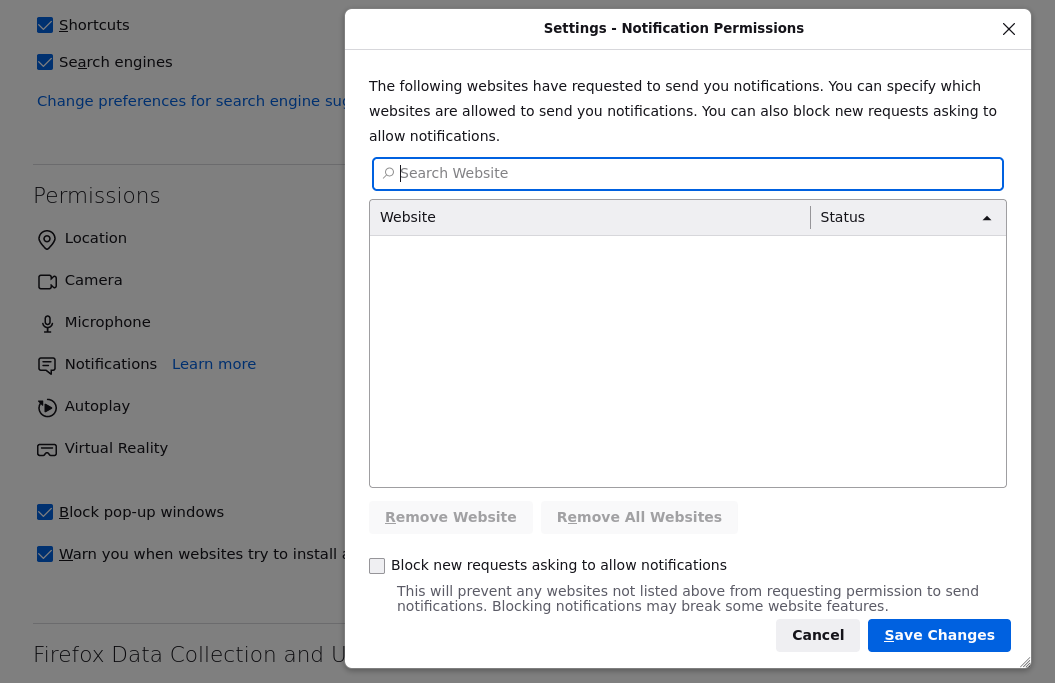 Shortcuts
Search engines
Change preferences for search engine su
Permissions
Location
Camera
Microphone
Notifications Learn more
Autoplay
Virtual Reality
Block pop-up windows
Warn you when websites try to install a
Firefox Data Collection and U
Settings - Notification Permissions
The following websites have requested to send you notifications. You can specify which
websites are allowed to send you notifications. You can also block new requests asking to
allow notifications.
Search Website
Website Status
Remove Website Remove All Websites
Block new requests asking to allow notifications
This will prevent any websites not listed above from requesting permission to send
notifications. Blocking notifications may break some website features.
Cancel Save Changes